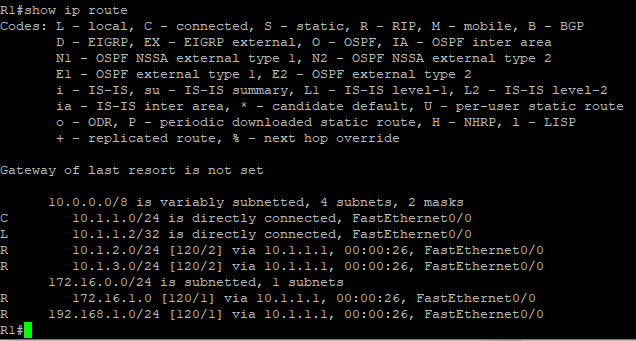 R1#show ip route
Codes: L - local, C - connected, S - static, R - RIP, M - mobile, B - BGP
       D - EIGRP, EX - EIGRP external, O - OSPF, IA - OSPF inter area
       N1 - OSPF NSSA external type 1, N2 - OSPF NSSA external type 2
       E1 - OSPF external type 1, E2 - OSPF external type 2
       i - IS-IS, su - IS-IS summary, L1 - IS-IS level-1, L2 - IS-IS level-2
       ia - IS-IS inter area, * - candidate default, U - per-user static route
       o - ODR, P - periodic downloaded static route, H - NHRP, l - LISP
       + - replicated route, % - next hop override

Gateway of last resort is not set

      10.0.0.0/8 is variably subnetted, 4 subnets, 2 masks
C        10.1.1.0/24 is directly connected, FastEthernet0/0
L        10.1.1.2/32 is directly connected, FastEthernet0/0
R        10.1.2.0/24 [120/2] via 10.1.1.1, 00:00:26, FastEthernet0/0
R        10.1.3.0/24 [120/2] via 10.1.1.1, 00:00:26, FastEthernet0/0
      172.16.0.0/24 is subnetted, 1 subnets
R        172.16.1.0 [120/1] via 10.1.1.1, 00:00:26, FastEthernet0/0
R     192.168.1.0/24 [120/1] via 10.1.1.1, 00:00:26, FastEthernet0/0
R1#